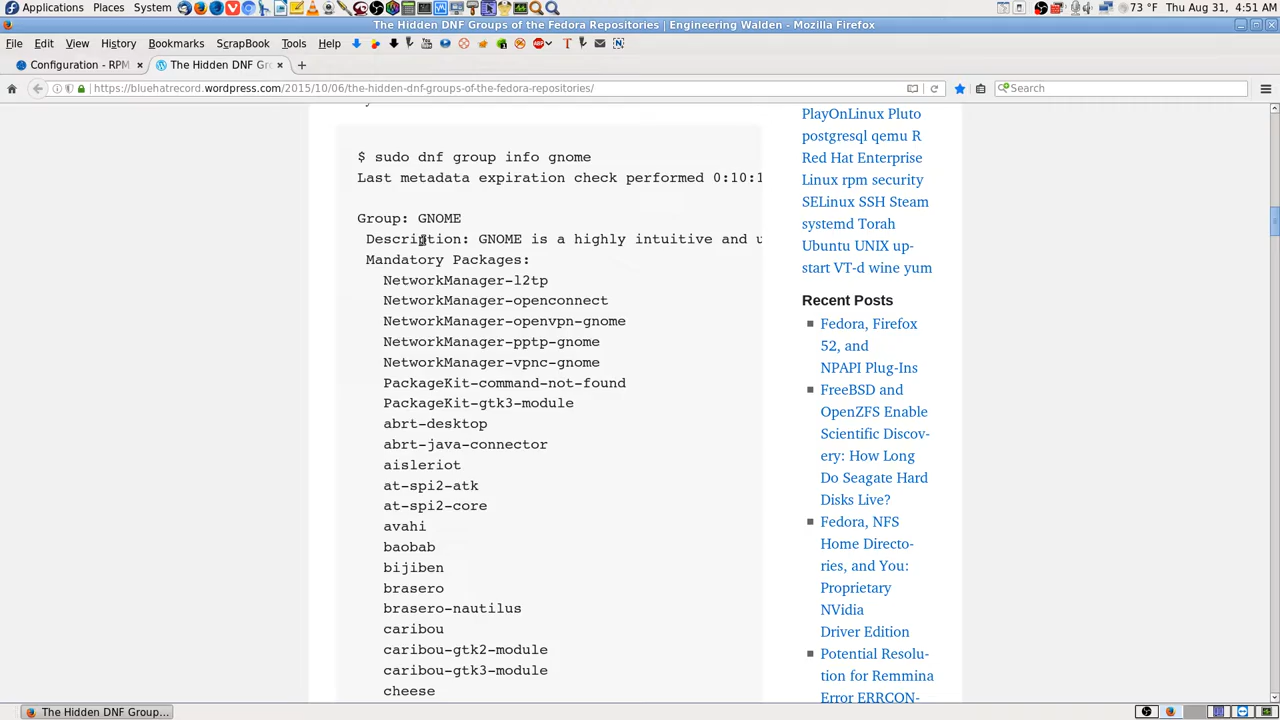 Applications Places System
73 °F Thu Aug 31, 4:51 AM
The Hidden DNF Groups of the Fedora Repositories | Engineering Walden - Mozilla Firefox
File Edit View History Bookmarks ScrapBook Tools Help
Configuration - RPM
The Hidden DNF Gro
https://bluehatrecord.wordpress.com/2015/10/06/the-hidden-dnf-groups-of-the-fedora-repositories/
Search
$ sudo dnf group info gnome
Last metadata expiration check performed 0:10:1
Group: GNOME
Description: GNOME is a highly intuitive and u
Mandatory Packages:
NetworkManager-l2tp
NetworkManager-openconnect
NetworkManager-openvpn-gnome
NetworkManager-pptp-gnome
NetworkManager-vpnc-gnome
PackageKit-command-not-found
PackageKit-gtk3-module
abrt-desktop
abrt-java-connector
aisleriot
at-spi2-atk
at-spi2-core
avahi
baobab
bijiben
brasero
brasero-nautilus
caribou
caribou-gtk2-module
caribou-gtk3-module
cheese
PlayOnLinux Pluto
postgresql qemu R
Red Hat Enterprise
Linux rpm security
SELinux SSH Steam
systemd Torah
Ubuntu UNIX up-
start VT-d wine yum
Recent Posts
Fedora, Firefox
52, and
NPAPI Plug-Ins
FreeBSD and
OpenZFS Enable
Scientific Discov-
ery: How Long
Do Seagate Hard
Disks Live?
Fedora, NFS
Home Directo-
ries, and You:
Proprietary
NVidia
Driver Edition
Potential Resolu-
tion for Remmina
Error ERRCON-
The Hidden DNF Group...